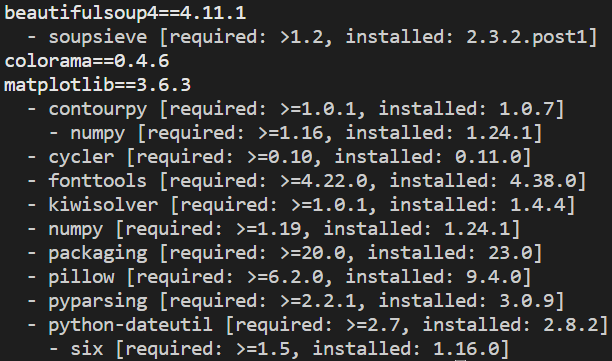 beautifulsoup4==4.11.1
  - soupsieve [required: >1.2, installed: 2.3.2.post1]
colorama==0.4.6
matplotlib==3.6.3
  - contourpy [required: >=1.0.1, installed: 1.0.7]
    - numpy [required: >=1.16, installed: 1.24.1]
  - cycler [required: >=0.10, installed: 0.11.0]
  - fonttools [required: >=4.22.0, installed: 4.38.0]
  - kiwisolver [required: >=1.0.1, installed: 1.4.4]
  - numpy [required: >=1.19, installed: 1.24.1]
  - packaging [required: >=20.0, installed: 23.0]
  - pillow [required: >=6.2.0, installed: 9.4.0]
  - pyparsing [required: >=2.2.1, installed: 3.0.9]
  - python-dateutil [required: >=2.7, installed: 2.8.2]
    - six [required: >=1.5, installed: 1.16.0]